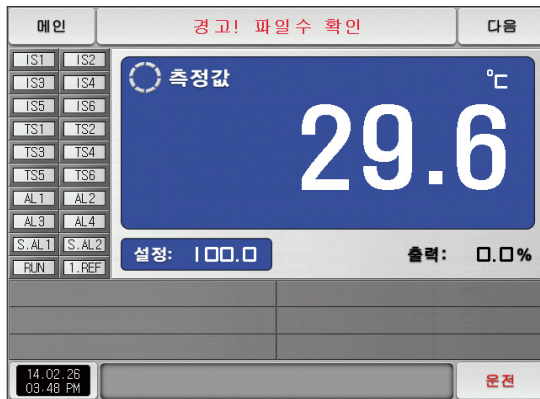 메인 경고! 파일수 확인 다음
IS1 IS2
IS3 IS4
IS5 IS6
TS1 TS2
TS3 TS4
TS5 TS6
AL1 AL2
AL3 AL4
S.AL1 S.AL2
RUN 1.REF
측정값 ℃
29.6
설정: 100.0 출력: 0.0%
14.02.26
03:48 PM
운전